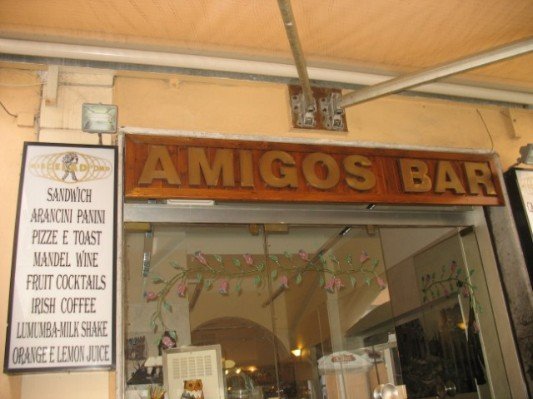 AMIGOS BAR
SANDWICH
ARANCINI PANINI
PIZZE E TOAST
MANDEL WINE
FRUIT COCKTAILS
IRISH COFFEE
LUMUMBA-MILK SHAKE
ORANGE E LEMON JUICE